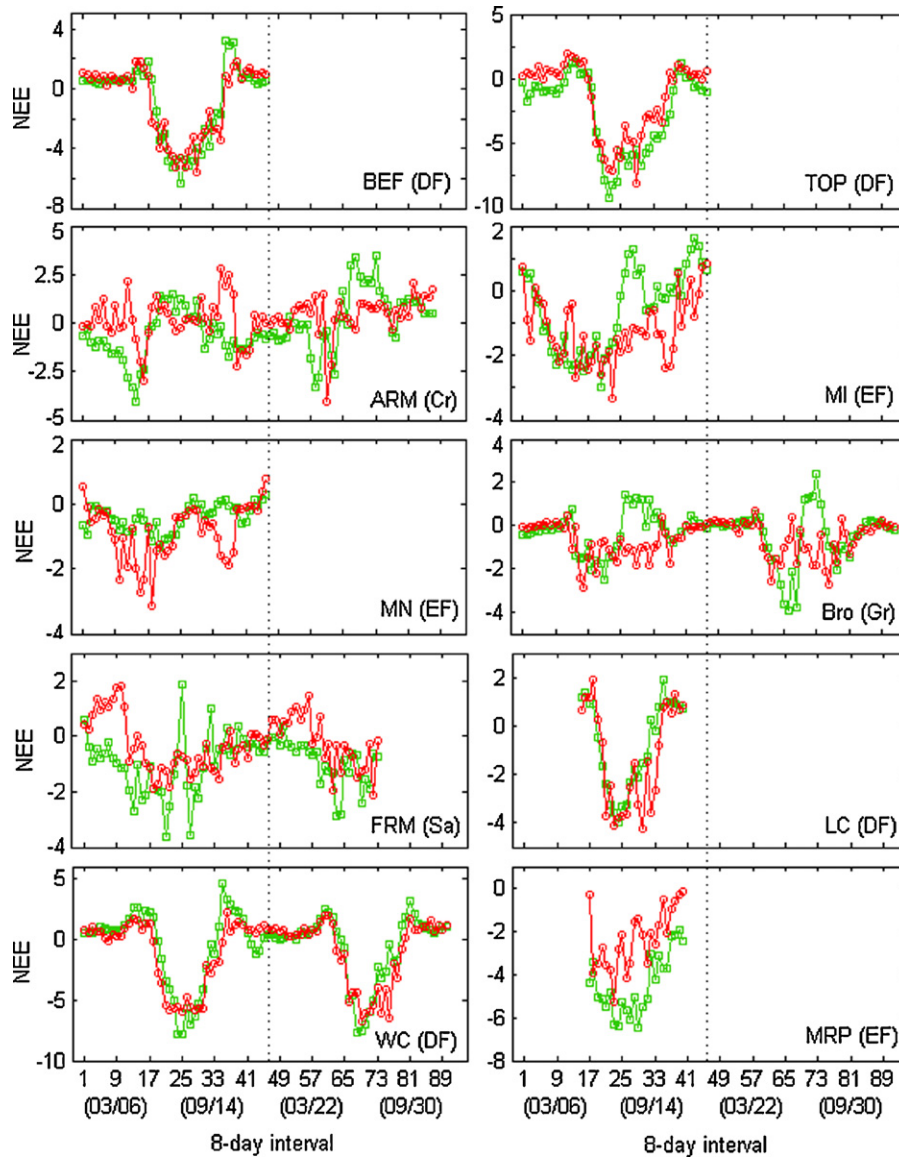 4
0
-4
-8
NEE
BEF (DF)
5
0
-5
-10
TOP (DF)
5
2.5
0
-2.5
-5
NEE
ARM (Cr)
2
0
-2
-4
MI (EF)
2
0
-2
-4
NEE
MN (EF)
4
2
0
-2
-4
Bro (Gr)
2
0
-2
-4
NEE
FRM (Sa)
2
0
-2
-4
LC (DF)
5
0
-5
-10
NEE
WC (DF)
0
-2
-4
-6
-8
MRP (EF)
1 9 17 25 33 41 49 57 65 73 81 89
(03/06) (09/14) (03/22) (09/30)
8-day interval
1 9 17 25 33 41 49 57 65 73 81 89
(03/06) (09/14) (03/22) (09/30)
8-day interval